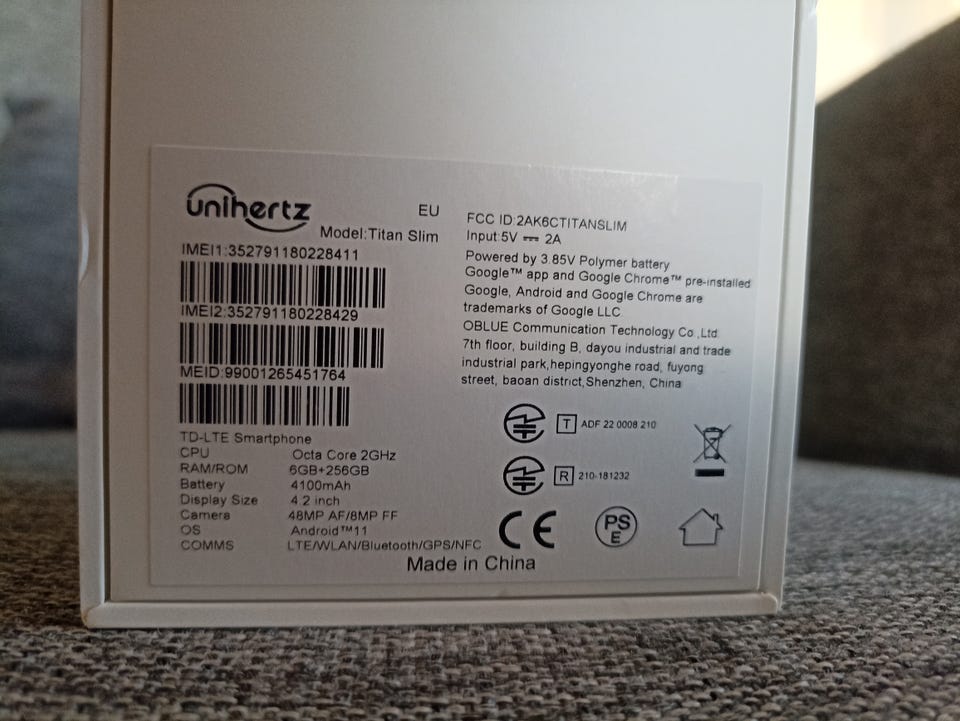 unihertz
EU
Model:Titan Slim
IMEI1:352791180228411
IMEI2:352791180228429
MEID:99001265451764
TD-LTE Smartphone
CPU Octa Core 2GHz
RAM/ROM 6GB+256GB
Battery 4100mAh
Display Size 4.2 inch
Camera 48MP AF/8MP FF
OS Android™11
COMMS LTE/WLAN/Bluetooth/GPS/NFC
FCC ID:2AK6CTITANSLIM
Input:5V ⎓ 2A
Powered by 3.85V Polymer battery
Google™ app and Google Chrome™ pre-installed
Google, Android and Google Chrome are
trademarks of Google LLC
OBLUE Communication Technology Co.,Ltd
7th floor, building B, dayou industrial and trade
industrial park,hepingyonghe road, fuyong
street, baoan district,Shenzhen, China
T ADF 22 0008 210
R 210-181232
CE
PS
E
Made in China